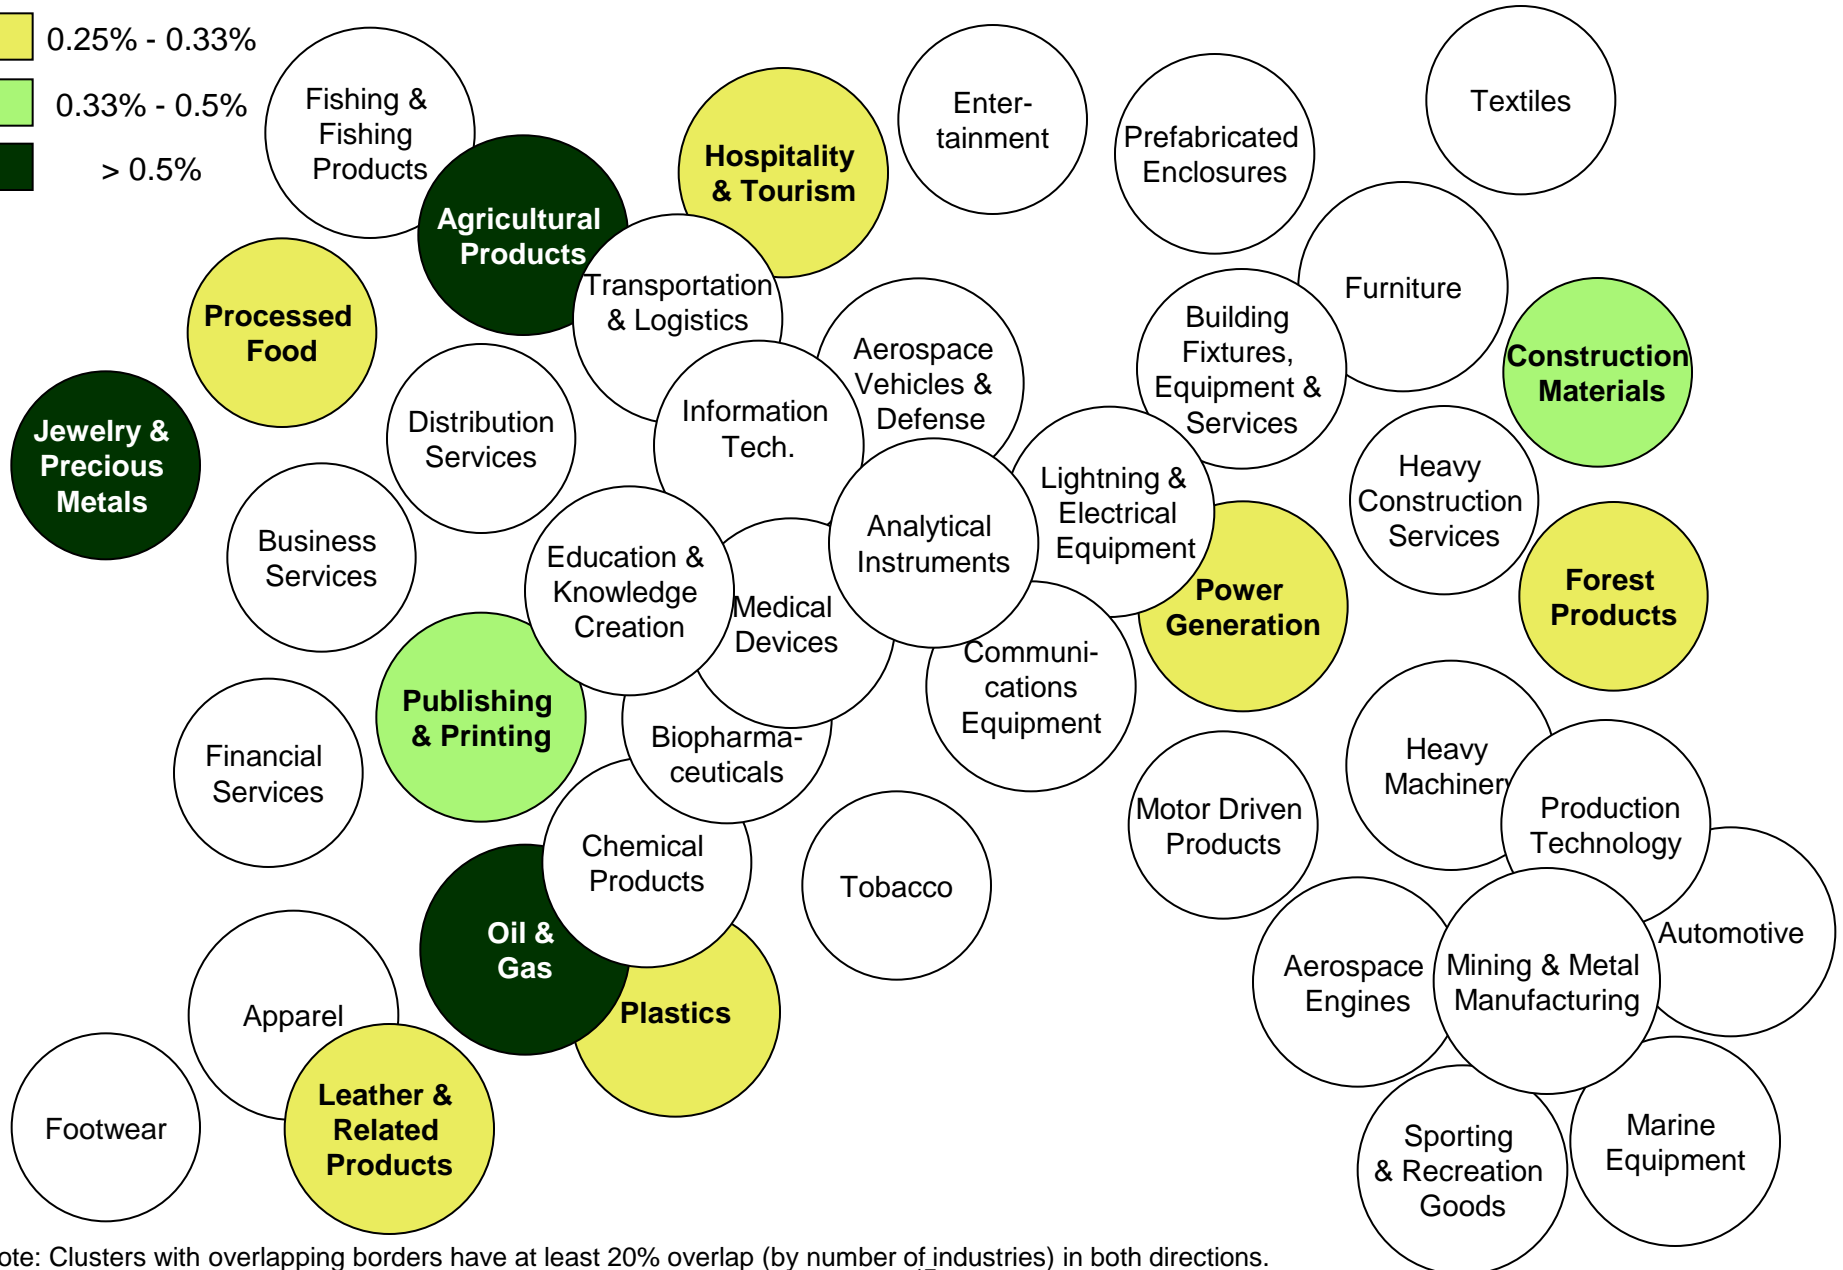 0.25% - 0.33%
0.33% - 0.5%
> 0.5%
Fishing &
Fishing
Products
Enter-
tainment
Prefabricated
Enclosures
Textiles
Hospitality
& Tourism
Agricultural
Products
Transportation
& Logistics
Furniture
Processed
Food
Building
Fixtures,
Equipment &
Services
Construction
Materials
Aerospace
Vehicles &
Defense
Jewelry &
Precious
Metals
Distribution
Services
Information
Tech.
Lightning &
Electrical
Equipment
Heavy
Construction
Services
Business
Services
Education &
Knowledge
Creation
Analytical
Instruments
Medical
Devices
Power
Generation
Forest
Products
Communi-
cations
Equipment
Publishing
& Printing
Financial
Services
Biopharma-
ceuticals
Motor Driven
Products
Heavy
Machinery
Production
Technology
Chemical
Products
Tobacco
Automotive
Oil &
Gas
Plastics
Aerospace
Engines
Mining & Metal
Manufacturing
Apparel
Footwear
Leather &
Related
Products
Sporting
& Recreation
Goods
Marine
Equipment
ote: Clusters with overlapping borders have at least 20% overlap (by number of industries) in both directions.